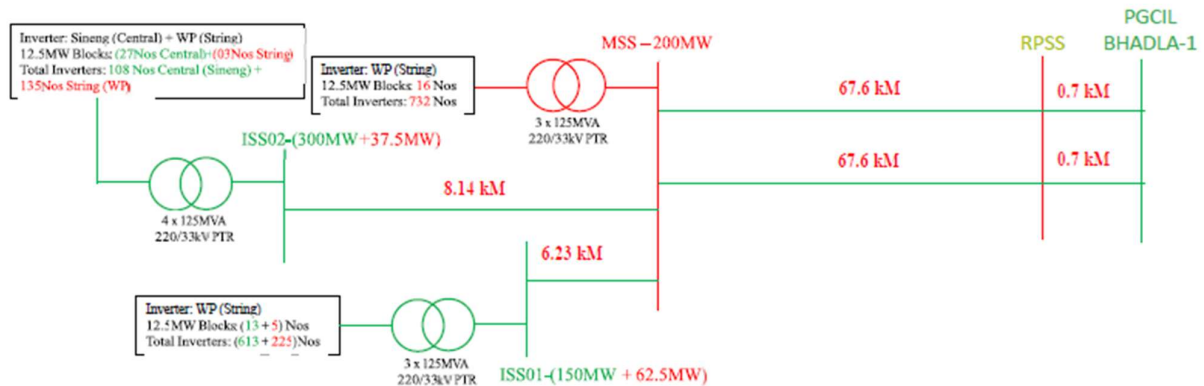 Inverter: Sineng (Central) + WP (String)
12.5MW Blocks: (27Nos Central)+(03Nos String)
Total Inverters: 108 Nos Central (Sineng) +
135Nos String (WP)
Inverter: WP (String)
12.5MW Blocks: 16 Nos
Total Inverters: 732 Nos
MSS –200MW
3 x 125MVA
220/33kV PTR
RPSS
PGCIL
BHADLA-1
67.6 kM
0.7 kM
ISS02-(300MW +37.5MW)
67.6 kM
0.7 kM
8.14 kM
4 x 125MVA
220/33kV PTR
6.23 kM
Inverter: WP (String)
12.5MW Blocks: (13 + 5) Nos
Total Inverters: (613 + 225)Nos
3 x 125MVA
220/33kV PTR
ISS01-(150MW + 62.5MW)